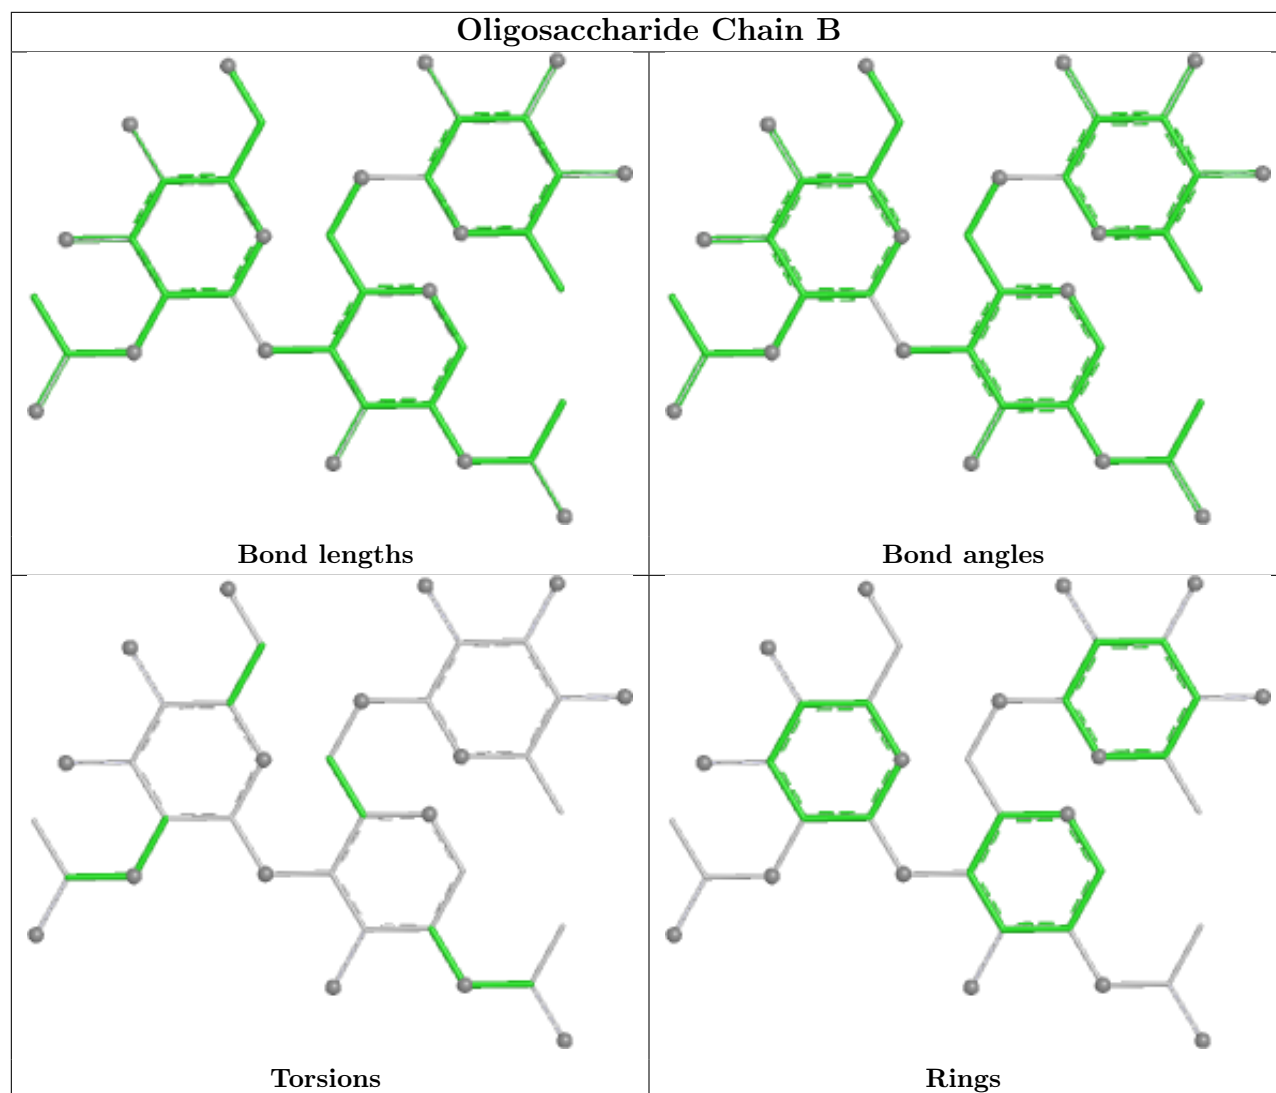 Oligosaccharide Chain B
Bond lengths
Bond angles
Torsions
Rings